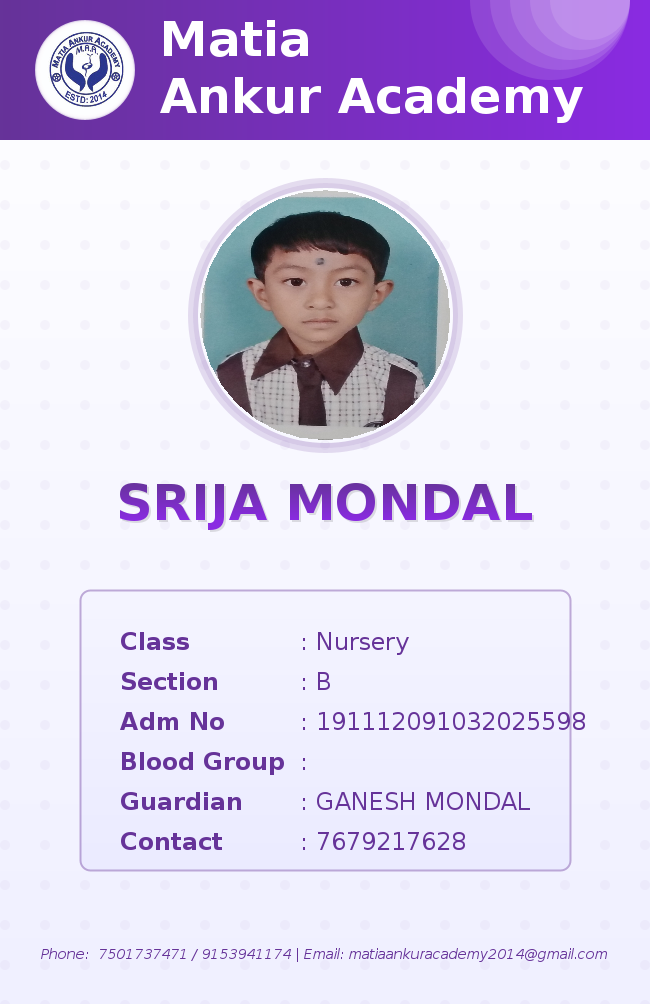 Matia
Ankur Academy
MATIA ANKUR ACADEMY
M.A.A.
ESTD: 2014
SRIJA MONDAL
Class : Nursery
Section : B
Adm No : 191112091032025598
Blood Group :
Guardian : GANESH MONDAL
Contact : 7679217628
Phone: 7501737471 / 9153941174 | Email: matiaankuracademy2014@gmail.com